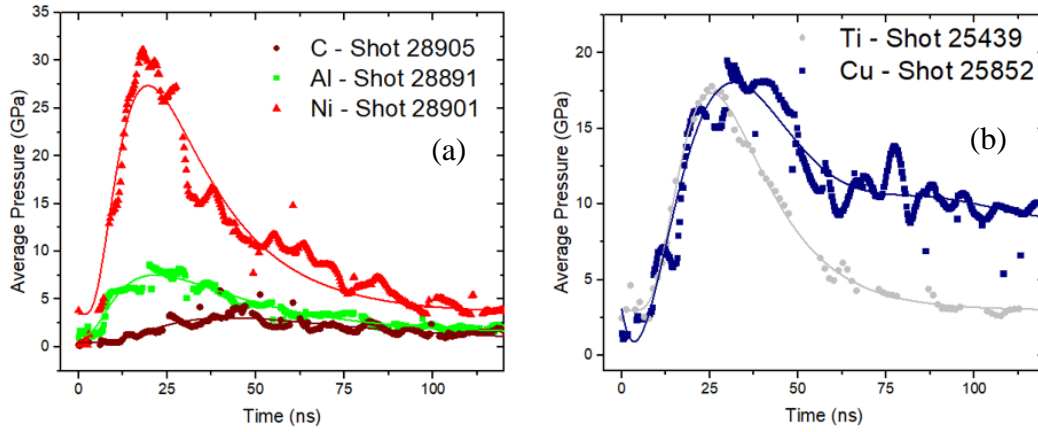 35
30
25
20
15
10
5
0
Average Pressure (GPa)
0 25 50 75 100
Time (ns)
C - Shot 28905
Al - Shot 28891
Ni - Shot 28901
(a)
20
15
10
5
0
Average Pressure (GPa)
0 25 50 75 100
Time (ns)
Ti - Shot 25439
Cu - Shot 25852
(b)